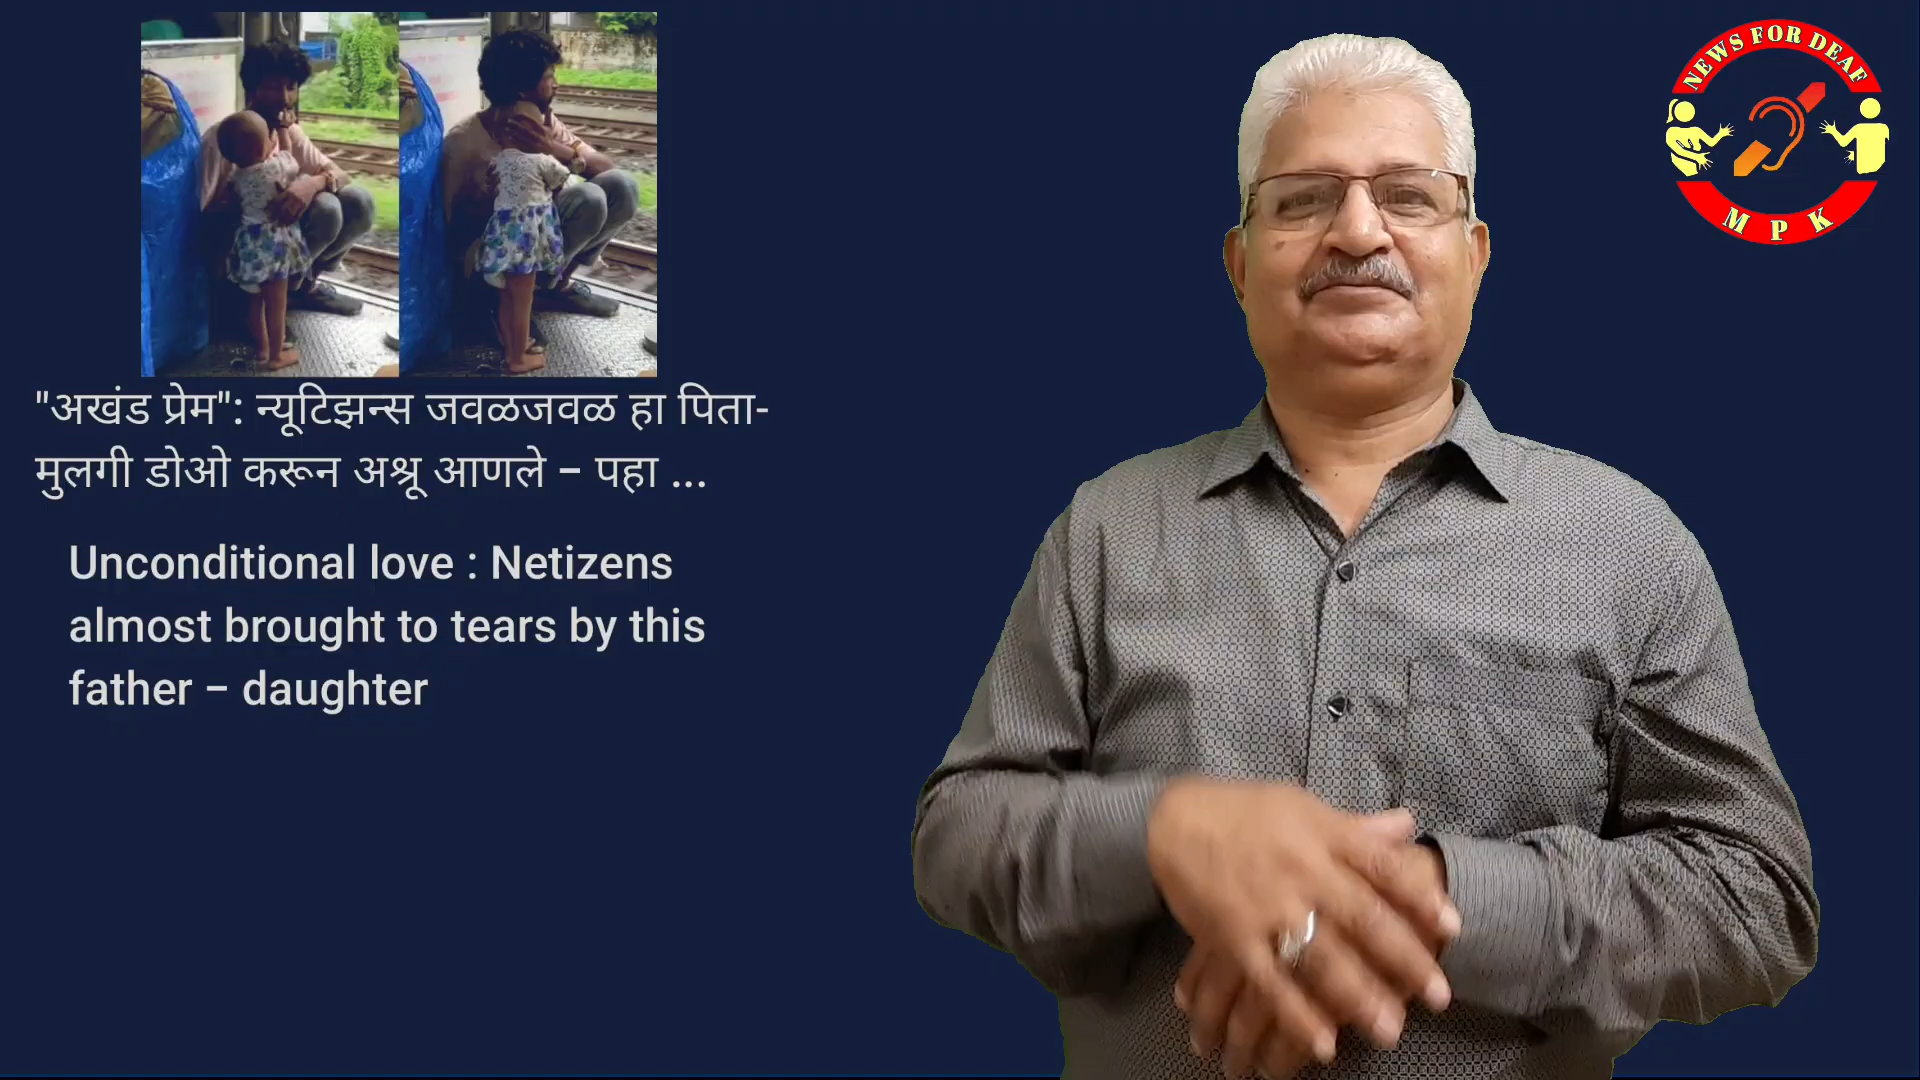 "अखंड प्रेम": न्यूटिझन्स जवळजवळ हा पिता-
मुलगी डोओ करून अश्रू आणले – पहा ...
Unconditional love : Netizens
almost brought to tears by this
father – daughter
NEWS FOR DEAF
M P K